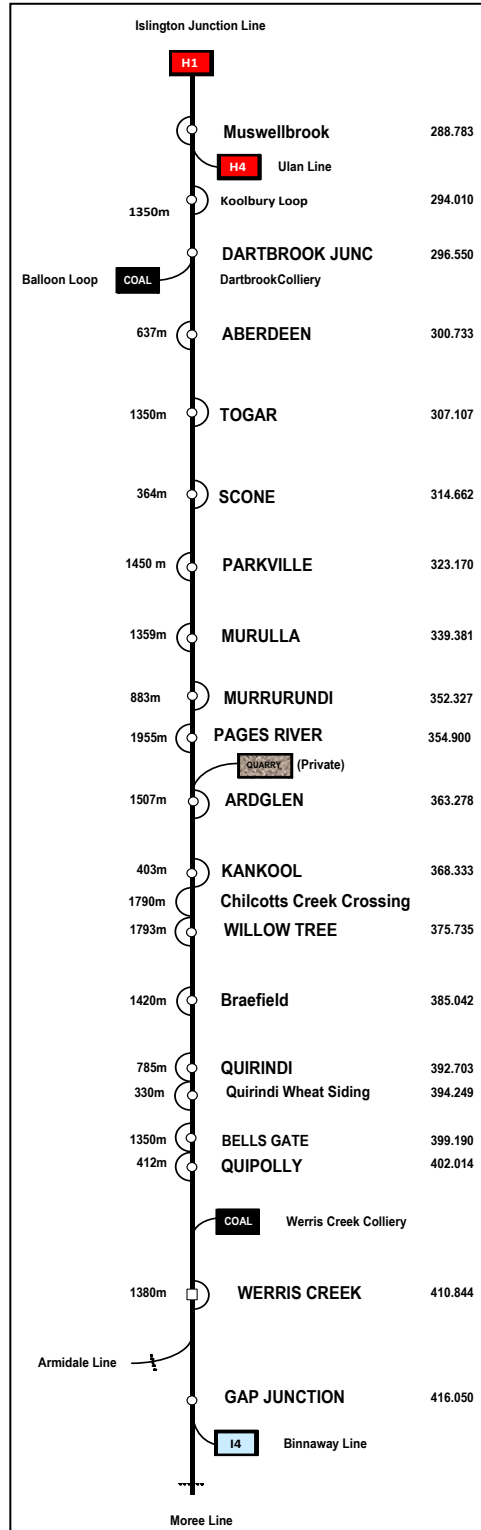 Islington Junction Line
H1
Muswellbrook 288.783
H4 Ulan Line
1350m Koolbury Loop 294.010
DARTBROOK JUNC 296.550
Balloon Loop COAL DartbrookColliery
637m ABERDEEN 300.733
1350m TOGAR 307.107
364m SCONE 314.662
1450 m PARKVILLE 323.170
1359m MURULLA 339.381
883m MURRURUNDI 352.327
1955m PAGES RIVER 354.900
QUARRY (Private)
1507m ARDGLEN 363.278
403m KANKOOL 368.333
1790m Chilcotts Creek Crossing
1793m WILLOW TREE 375.735
1420m Braefield 385.042
785m QUIRINDI 392.703
330m Quirindi Wheat Siding 394.249
1350m BELLS GATE 399.190
412m QUIPOLLY 402.014
COAL Werris Creek Colliery
1380m WERRIS CREEK 410.844
Armidale Line
GAP JUNCTION 416.050
I4 Binnaway Line
Moree Line